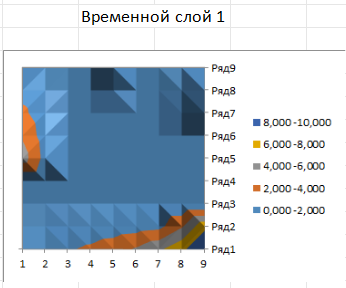 Временной слой 1
Ряд9
Ряд8
Ряд7
Ряд6
Ряд5
Ряд4
Ряд3
Ряд2
Ряд1
1 2 3 4 5 6 7 8 9
8,000-10,000
6,000-8,000
4,000-6,000
2,000-4,000
0,000-2,000